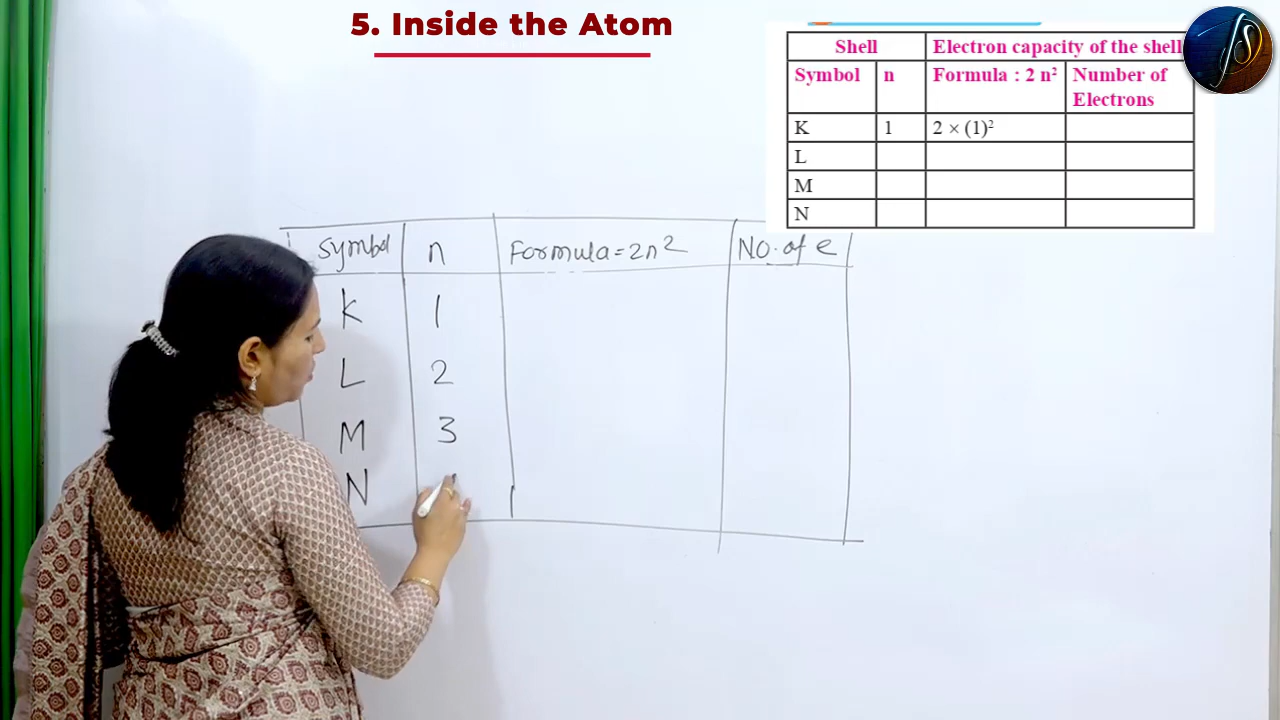 5. Inside the Atom
Shell Electron capacity of the shell
Symbol n Formula : 2 n² Number of Electrons
K 1 2 × (1)²
L
M
N
Symbol n Formula = 2n² No. of e
K 1
L 2
M 3
N